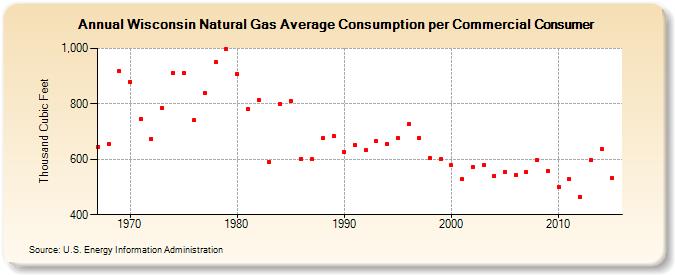 Annual Wisconsin Natural Gas Average Consumption per Commercial Consumer
Thousand Cubic Feet
1,000
800
600
400
1970 1980 1990 2000 2010
Source: U.S. Energy Information Administration